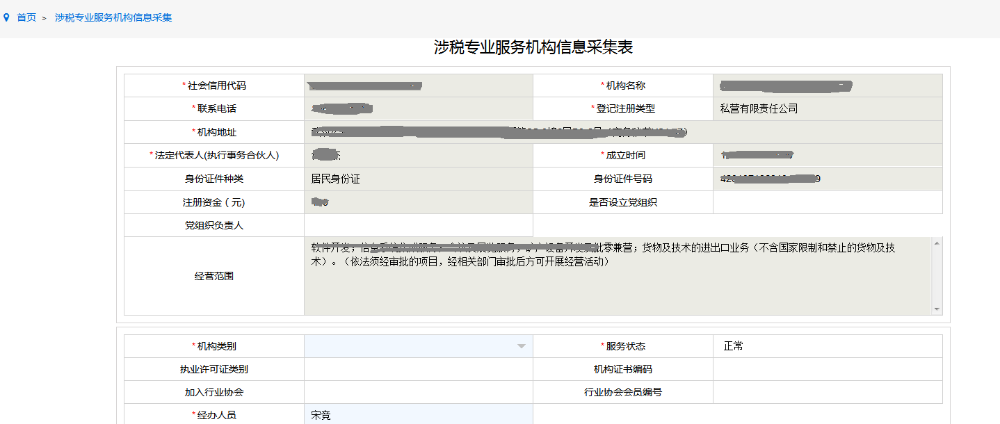 首页 > 涉税专业服务机构信息采集
涉税专业服务机构信息采集表
*社会信用代码 *机构名称
*联系电话 *登记注册类型 私营有限责任公司
*机构地址
*法定代表人(执行事务合伙人) *成立时间
身份证件种类 居民身份证 身份证件号码
注册资金（元） 是否设立党组织
党组织负责人
软件开发；批零兼营；货物及技术的进出口业务（不含国家限制和禁止的货物及技
术）。（依法须经审批的项目，经相关部门审批后方可开展经营活动）
经营范围
*机构类别 *服务状态 正常
执业许可证类别 机构证书编码
加入行业协会 行业协会会员编号
*经办人员 宋竞